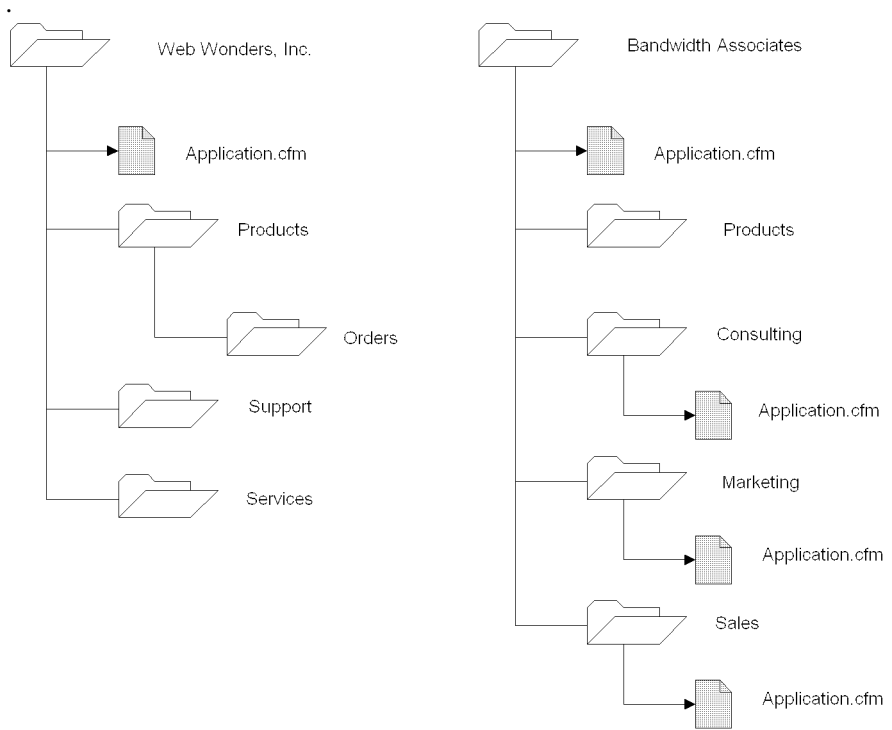 .
Web Wonders, Inc.
Application.cfm
Products
Orders
Support
Services
Bandwidth Associates
Application.cfm
Products
Consulting
Application.cfm
Marketing
Application.cfm
Sales
Application.cfm